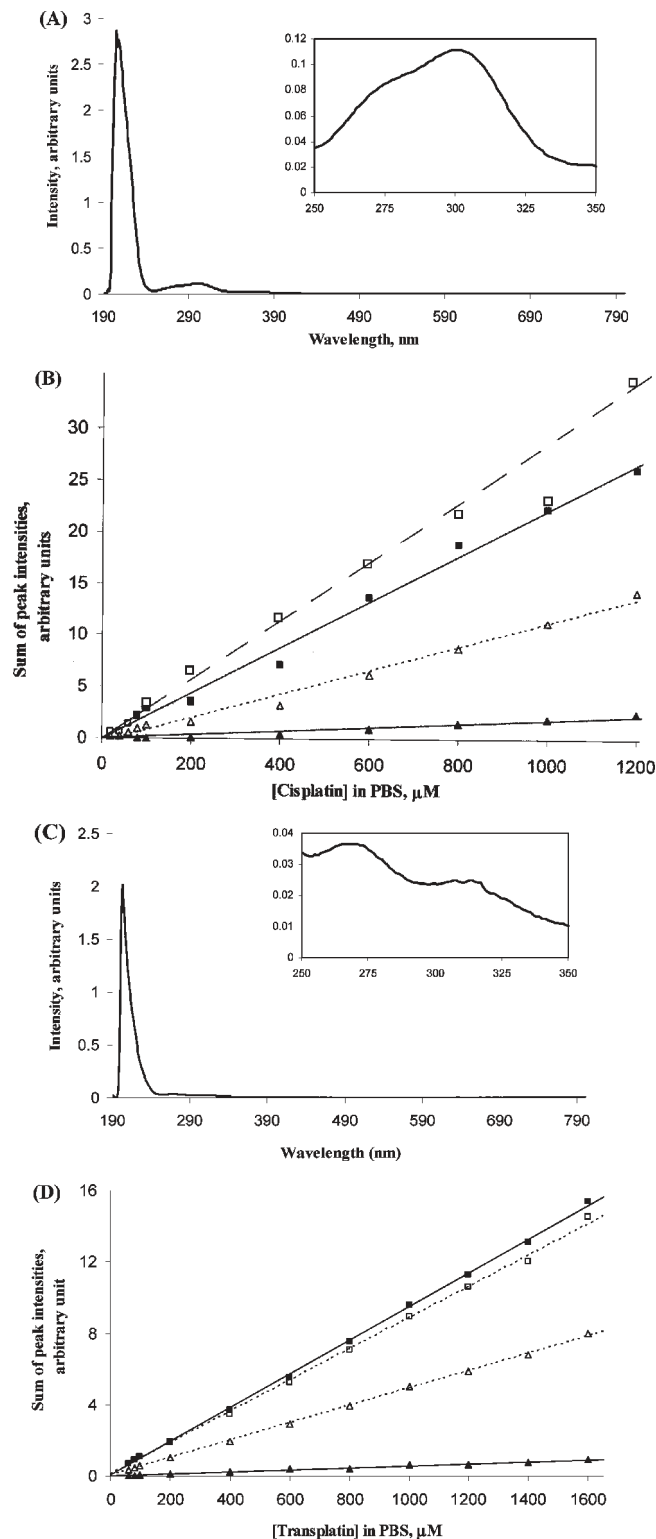 (A)
3
2.5
2
1.5
1
0.5
0
Intensity, arbitrary units
190 290 390 490 590 690 790
Wavelength, nm
0.12
0.1
0.08
0.06
0.04
0.02
0
250 275 300 325 350
(B)
30
25
20
15
10
5
0
Sum of peak intensities,
arbitrary units
0 200 400 600 800 1000 1200
[Cisplatin] in PBS, μM
(C)
2.5
2
1.5
1
0.5
0
Intensity, arbitrary units
190 290 390 490 590 690 790
Wavelength (nm)
0.04
0.03
0.02
0.01
0
250 275 300 325 350
(D)
16
12
8
4
0
Sum of peak intensities,
arbitrary unit
0 200 400 600 800 1000 1200 1400 1600
[Transplatin] in PBS, μM